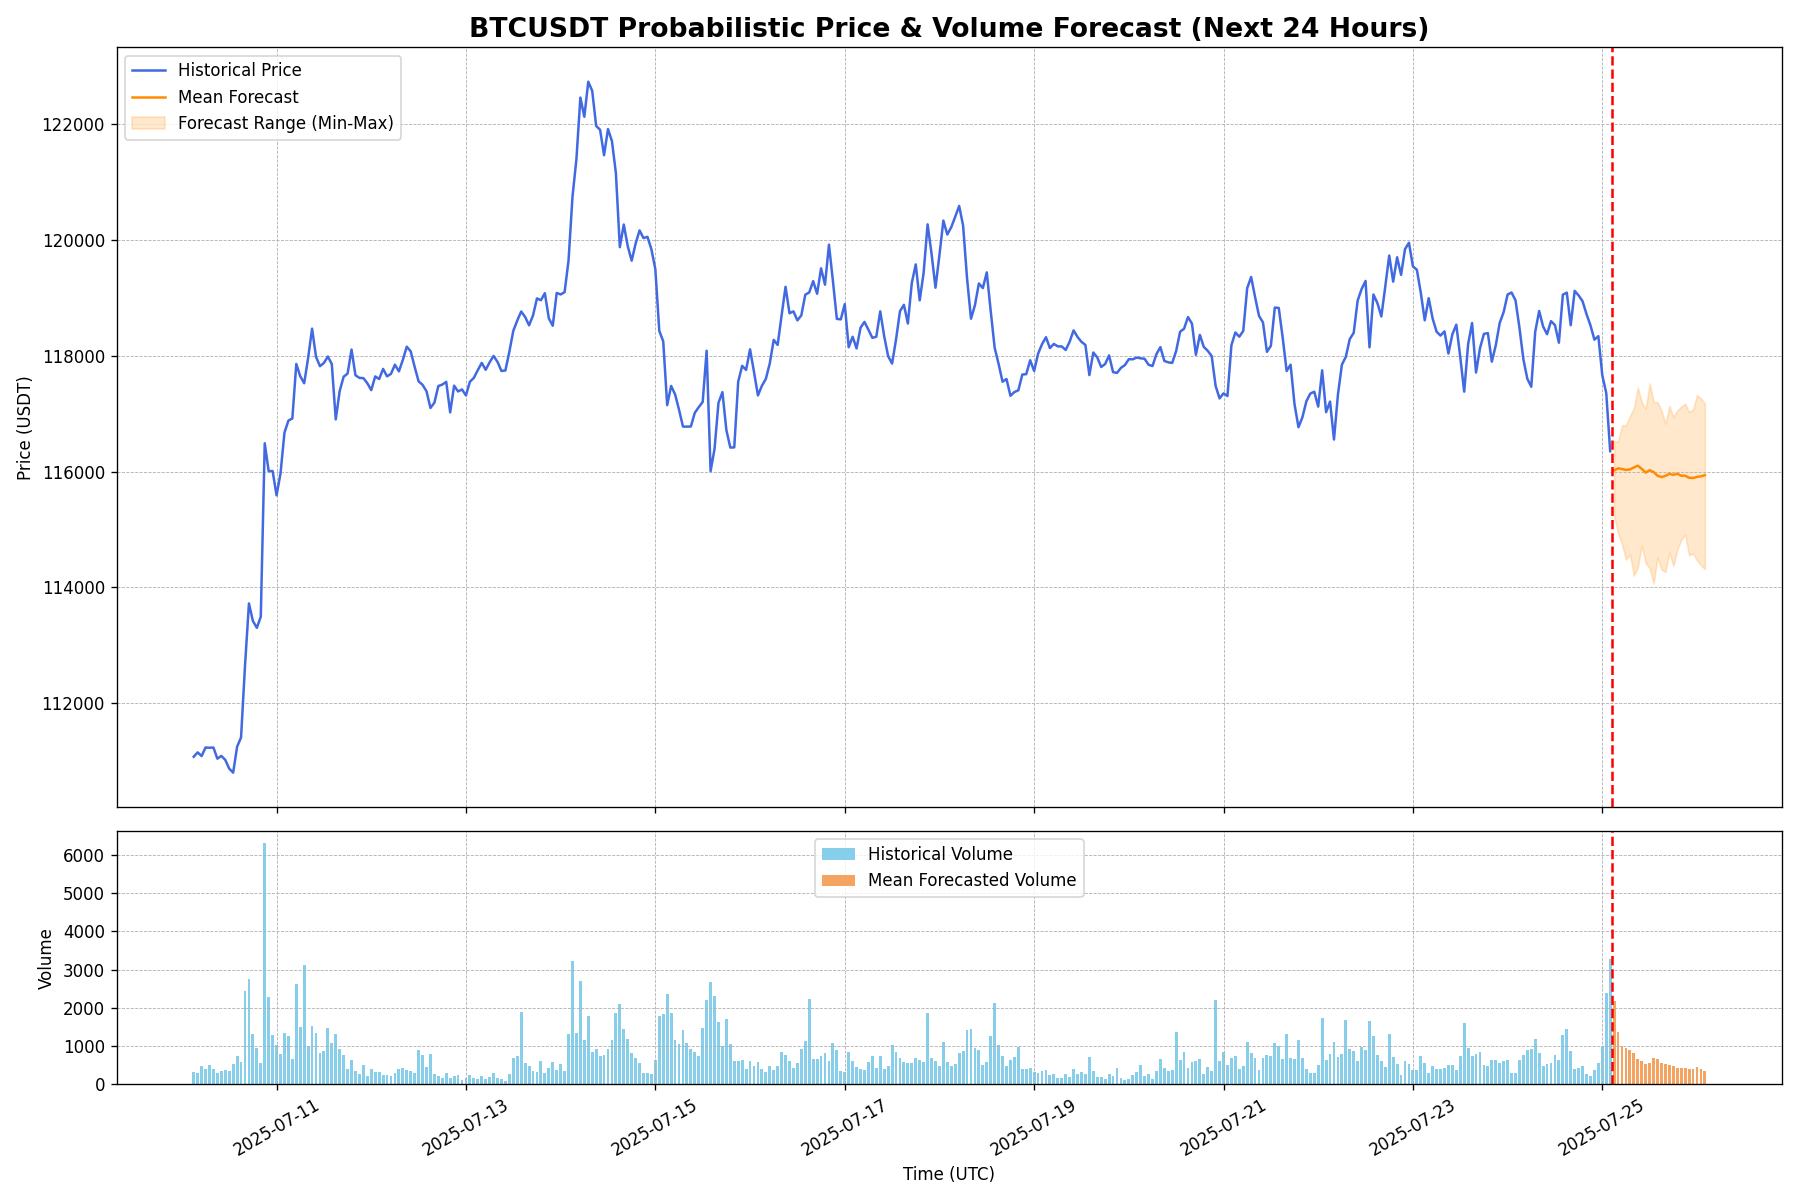 BTCUSDT Probabilistic Price & Volume Forecast (Next 24 Hours)
Historical Price
Mean Forecast
Forecast Range (Min-Max)
122000
120000
118000
116000
114000
112000
Price (USDT)
Historical Volume
Mean Forecasted Volume
6000
5000
4000
3000
2000
1000
0
Volume
2025-07-11
2025-07-13
2025-07-15
2025-07-17
2025-07-19
2025-07-21
2025-07-23
2025-07-25
Time (UTC)